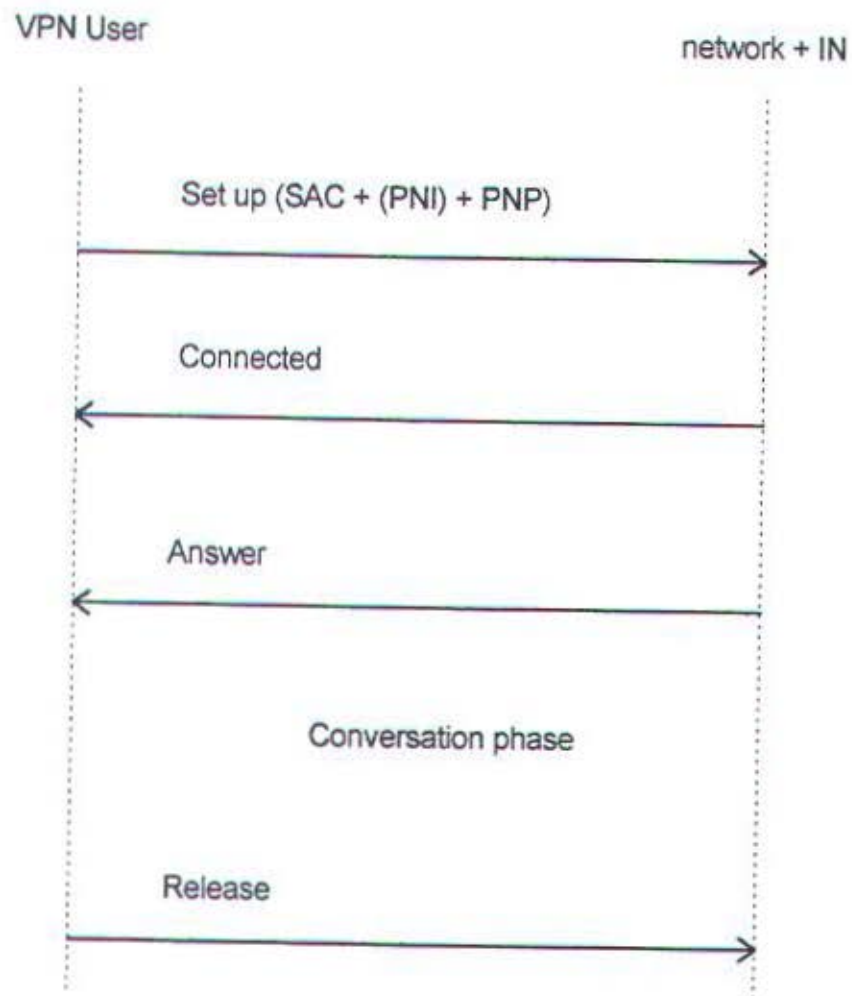 VPN User
network + IN
Set up (SAC + (PNI) + PNP)
Connected
Answer
Conversation phase
Release